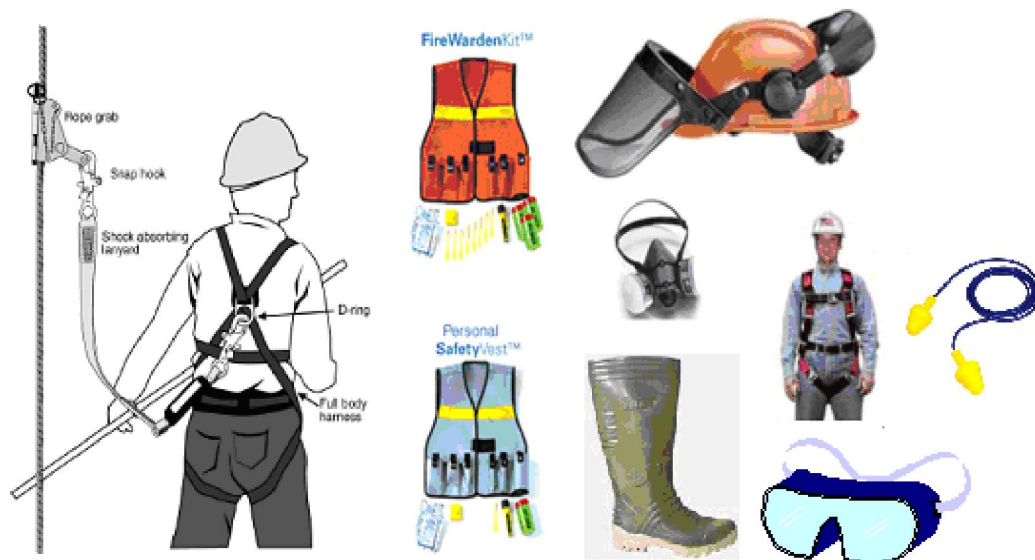 Rope grab
Snap hook
Shock absorbing
lanyard
D-ring
Full body
harness
FireWardenKit™
Personal
SafetyVest™